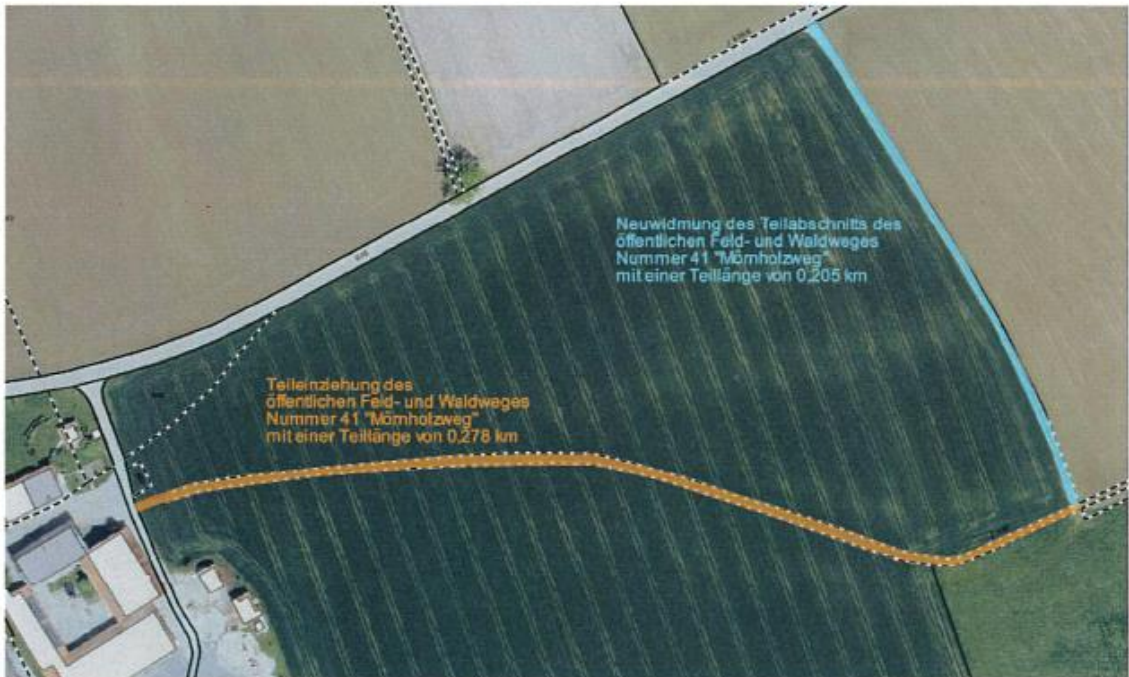 Neuwidmung des Teilabschnitts des
öffentlichen Feld- und Waldweges
Nummer 41 "Mörnholzweg"
mit einer Teillänge von 0,205 km
Teileinziehung des
öffentlichen Feld- und Waldweges
Nummer 41 "Mörnholzweg"
mit einer Teillänge von 0,278 km